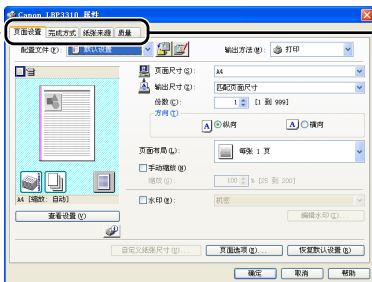 Canon LBP3310 属性
页面设置 完成方式 纸张来源 质量
配置文件(F): 默认设置 输出方法(M): 打印
页面尺寸(S): A4
输出尺寸(Z): 匹配页面尺寸
份数(C): 1 [1 到 999]
方向(T)
A 纵向 A 横向
页面布局(L): 每张 1 页
手动缩放(N)
缩放(G): 100 % [25 到 200]
A4 [缩放: 自动]
水印(W): 机密
查看设置(V) 编辑水印(I)...
自定义纸张尺寸(U)... 页面选项(O)... 恢复默认设置(R)
确定 取消 帮助